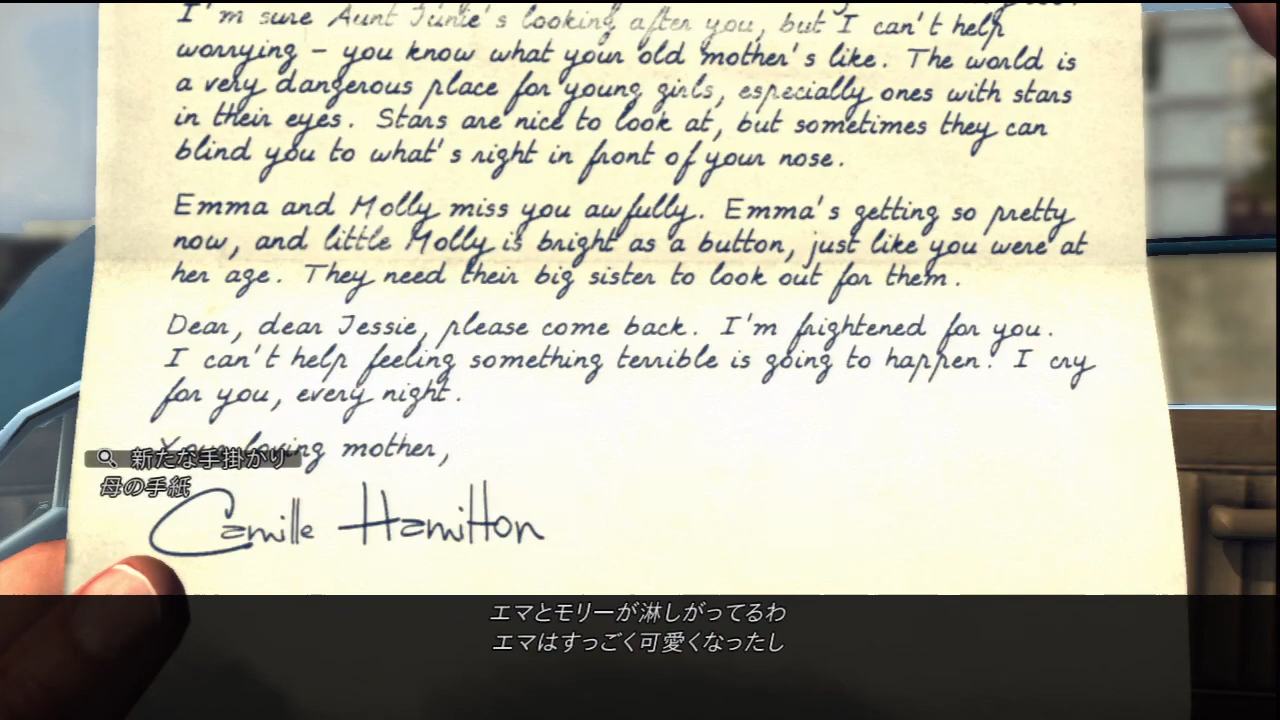 I'm sure Aunt Junie's looking after you, but I can't help
worrying – you know what your old mother's like. The world is
a very dangerous place for young girls, especially ones with stars
in their eyes. Stars are nice to look at, but sometimes they can
blind you to what's right in front of your nose.
Emma and Molly miss you awfully. Emma's getting so pretty
now, and little Molly is bright as a button, just like you were at
her age. They need their big sister to look out for them.
Dear, dear Jessie, please come back. I'm frightened for you.
I can't help feeling something terrible is going to happen. I cry
for you, every night.
Your loving mother,
新たな手掛かり
母の手紙
Camille Hamilton
エマとモリーが淋しがってるわ
エマはすっごく可愛くなったし